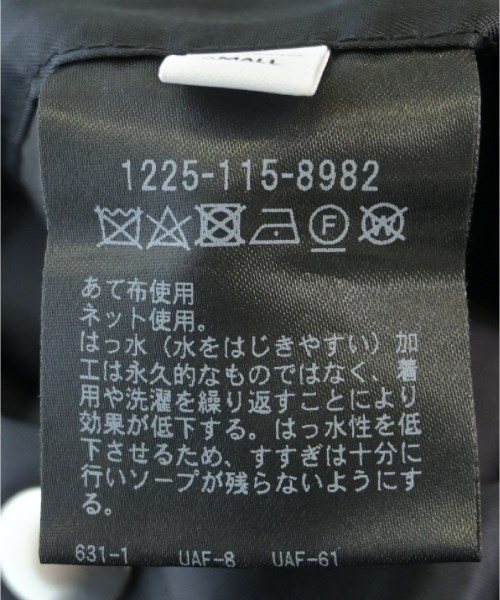 SMALL
1225-115-8982
F W
あて布使用
ネット使用。
はっ水（水をはじきやすい）加
工は永久的なものではなく、着
用や洗濯を繰り返すことにより
効果が低下する。はっ水性を低
下させるため、すすぎは十分に
行いソープが残らないようにす
る。
631-1 UAF-8 UAF-61